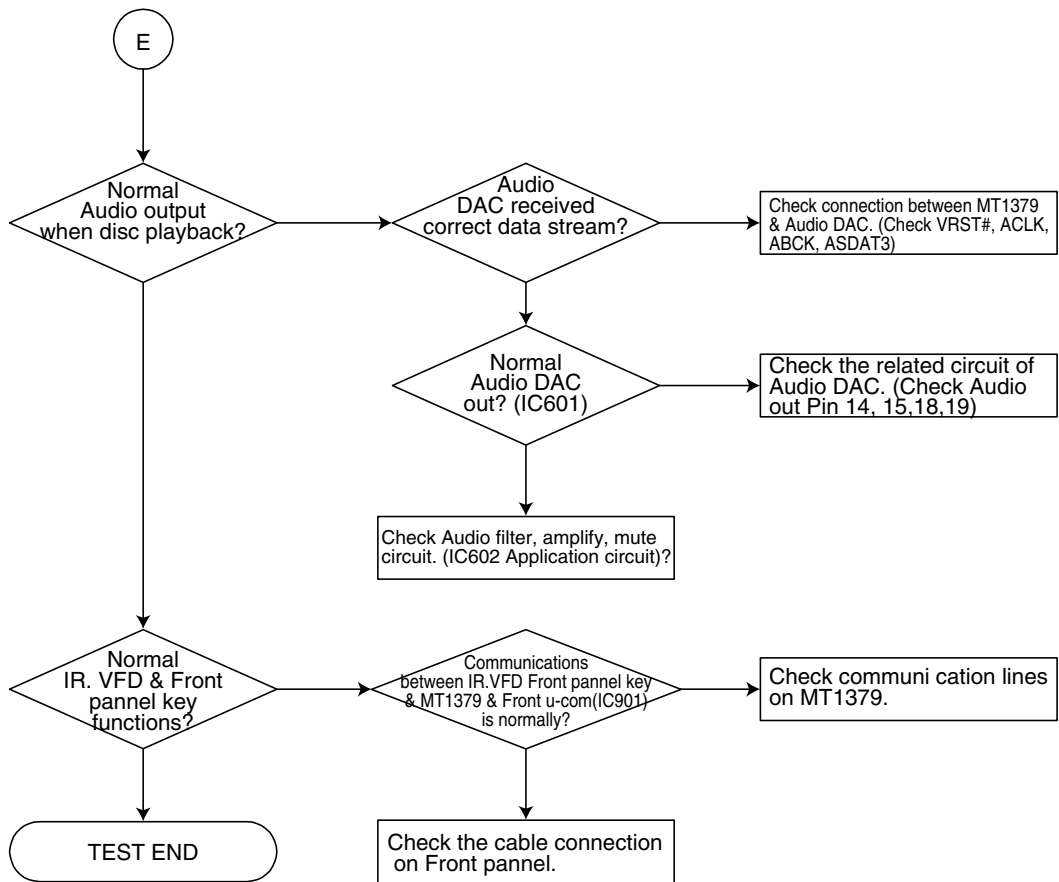 E
Normal
Audio output
when disc playback?
Audio
DAC received
correct data stream?
Check connection between MT1379
& Audio DAC. (Check VRST#, ACLK,
ABCK, ASDAT3)
Normal
Audio DAC
out? (IC601)
Check the related circuit of
Audio DAC. (Check Audio
out Pin 14, 15,18,19)
Check Audio filter, amplify, mute
circuit. (IC602 Application circuit)?
Normal
IR. VFD & Front
pannel key
functions?
Communications
between IR.VFD Front pannel key
& MT1379 & Front u-com(IC901)
is normally?
Check communi cation lines
on MT1379.
TEST END
Check the cable connection
on Front pannel.